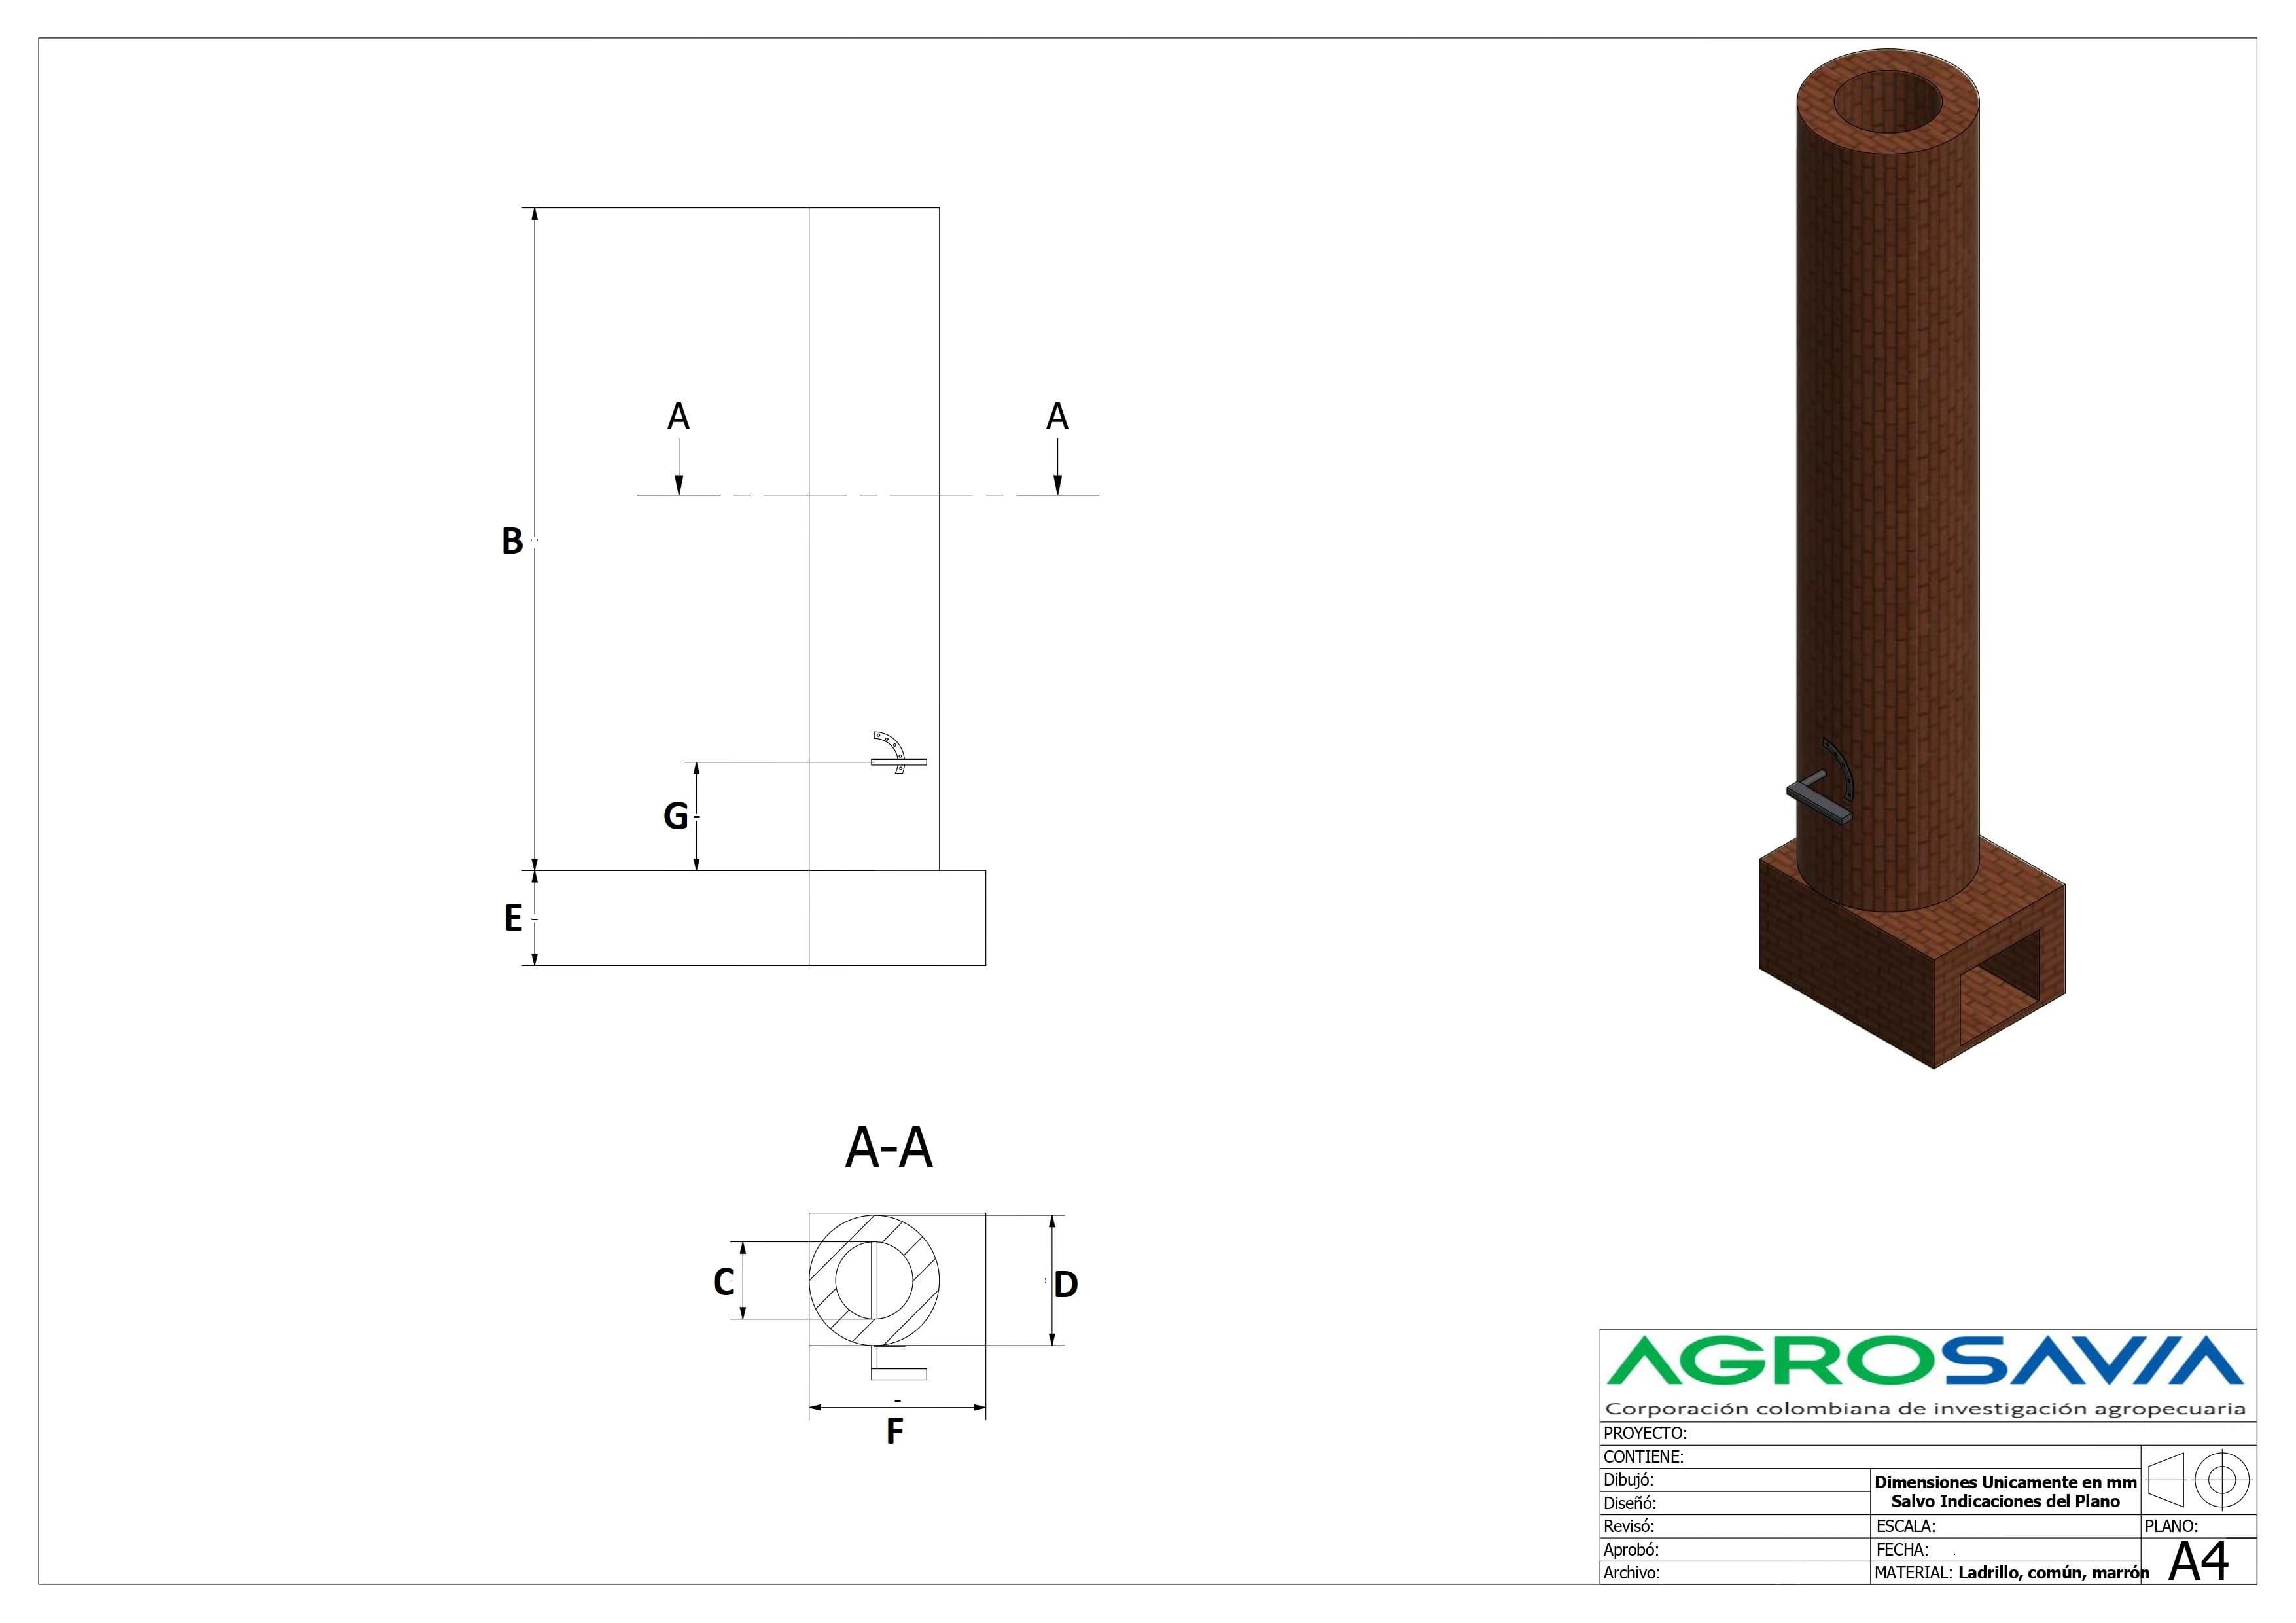 A A
B
G
E
A-A
C
D
F
AGROSAVIA
Corporación colombiana de investigación agropecuaria
PROYECTO:
CONTIENE:
Dibujó:
Diseñó:
Dimensiones Unicamente en mm
Salvo Indicaciones del Plano
Revisó:
ESCALA:
PLANO:
Aprobó:
FECHA:
A4
Archivo:
MATERIAL: Ladrillo, común, marrón